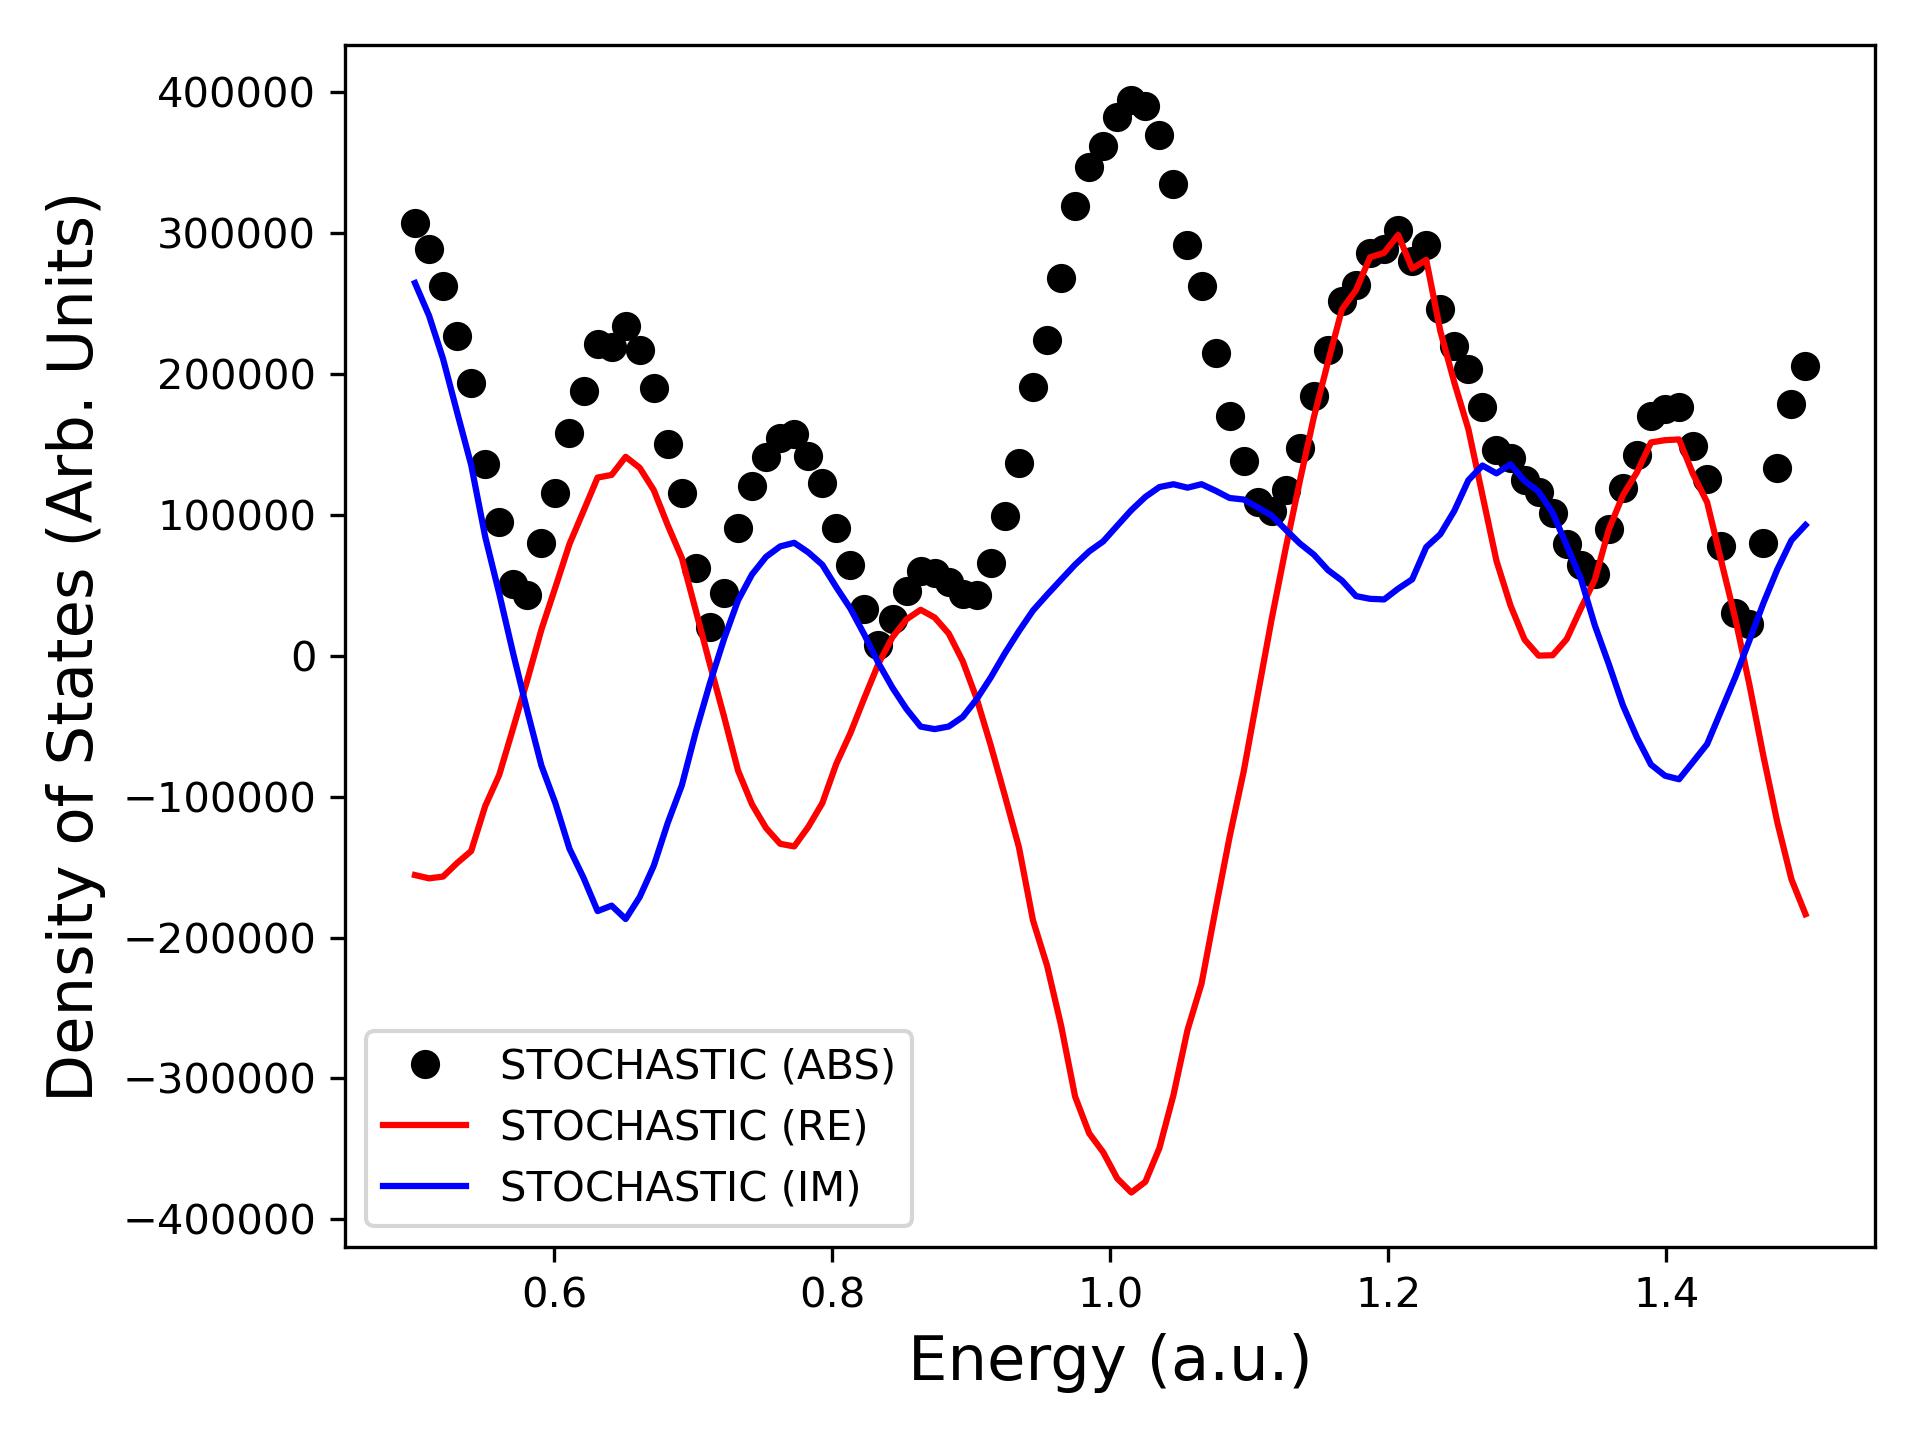 Density of States (Arb. Units)
400000
300000
200000
100000
0
−100000
−200000
−300000
−400000
STOCHASTIC (ABS)
STOCHASTIC (RE)
STOCHASTIC (IM)
0.6 0.8 1.0 1.2 1.4
Energy (a.u.)